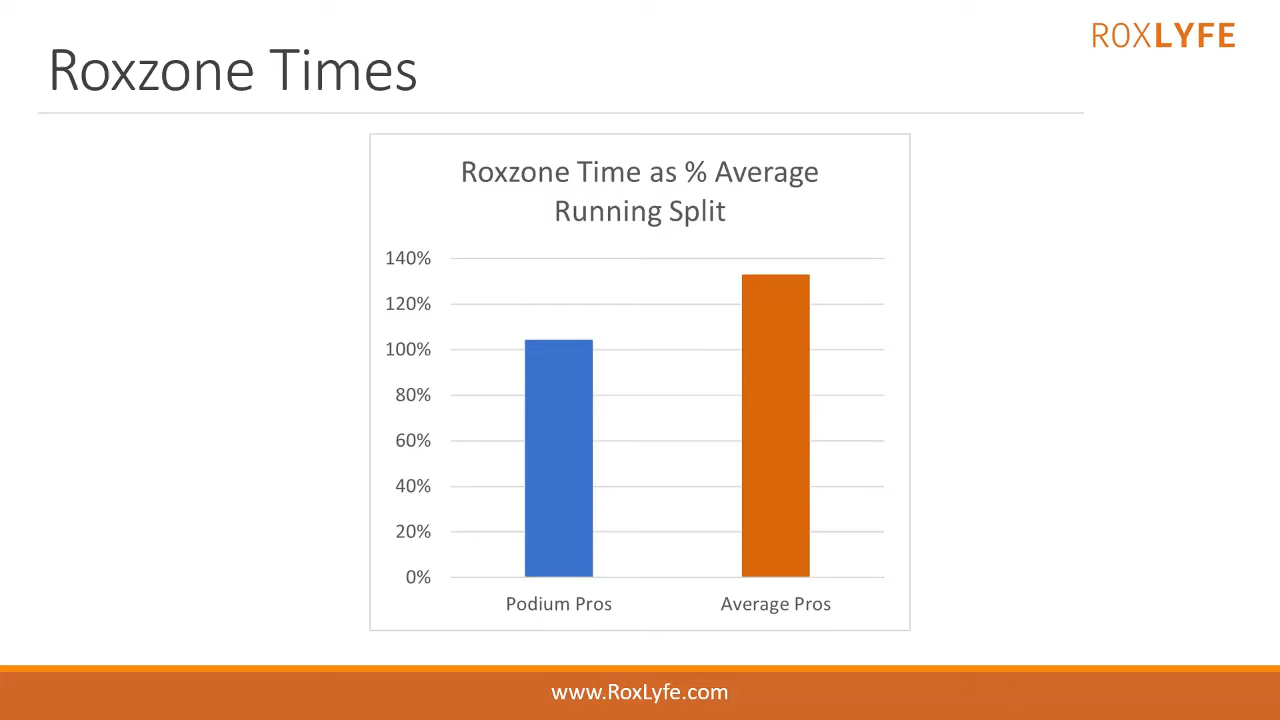 ROXLYFE
Roxzone Times
Roxzone Time as % Average
Running Split
140%
120%
100%
80%
60%
40%
20%
0%
Podium Pros
Average Pros
www.RoxLyfe.com